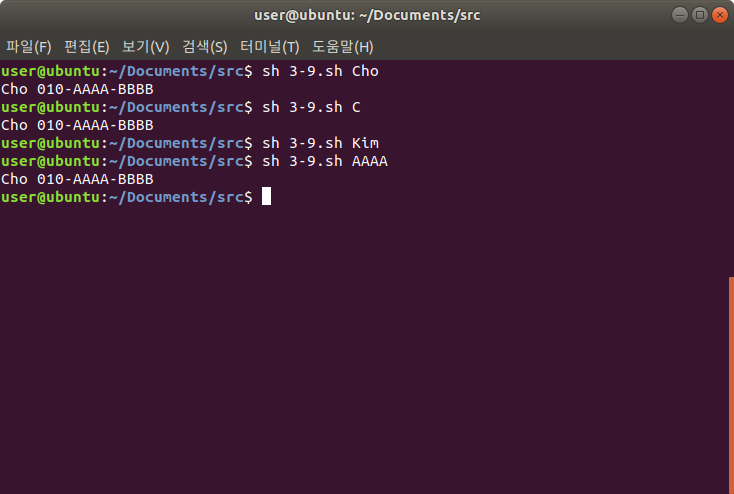 user@ubuntu: ~/Documents/src
파일(F) 편집(E) 보기(V) 검색(S) 터미널(T) 도움말(H)
user@ubuntu:~/Documents/src$ sh 3-9.sh Cho
Cho 010-AAAA-BBBB
user@ubuntu:~/Documents/src$ sh 3-9.sh C
Cho 010-AAAA-BBBB
user@ubuntu:~/Documents/src$ sh 3-9.sh Kim
user@ubuntu:~/Documents/src$ sh 3-9.sh AAAA
Cho 010-AAAA-BBBB
user@ubuntu:~/Documents/src$